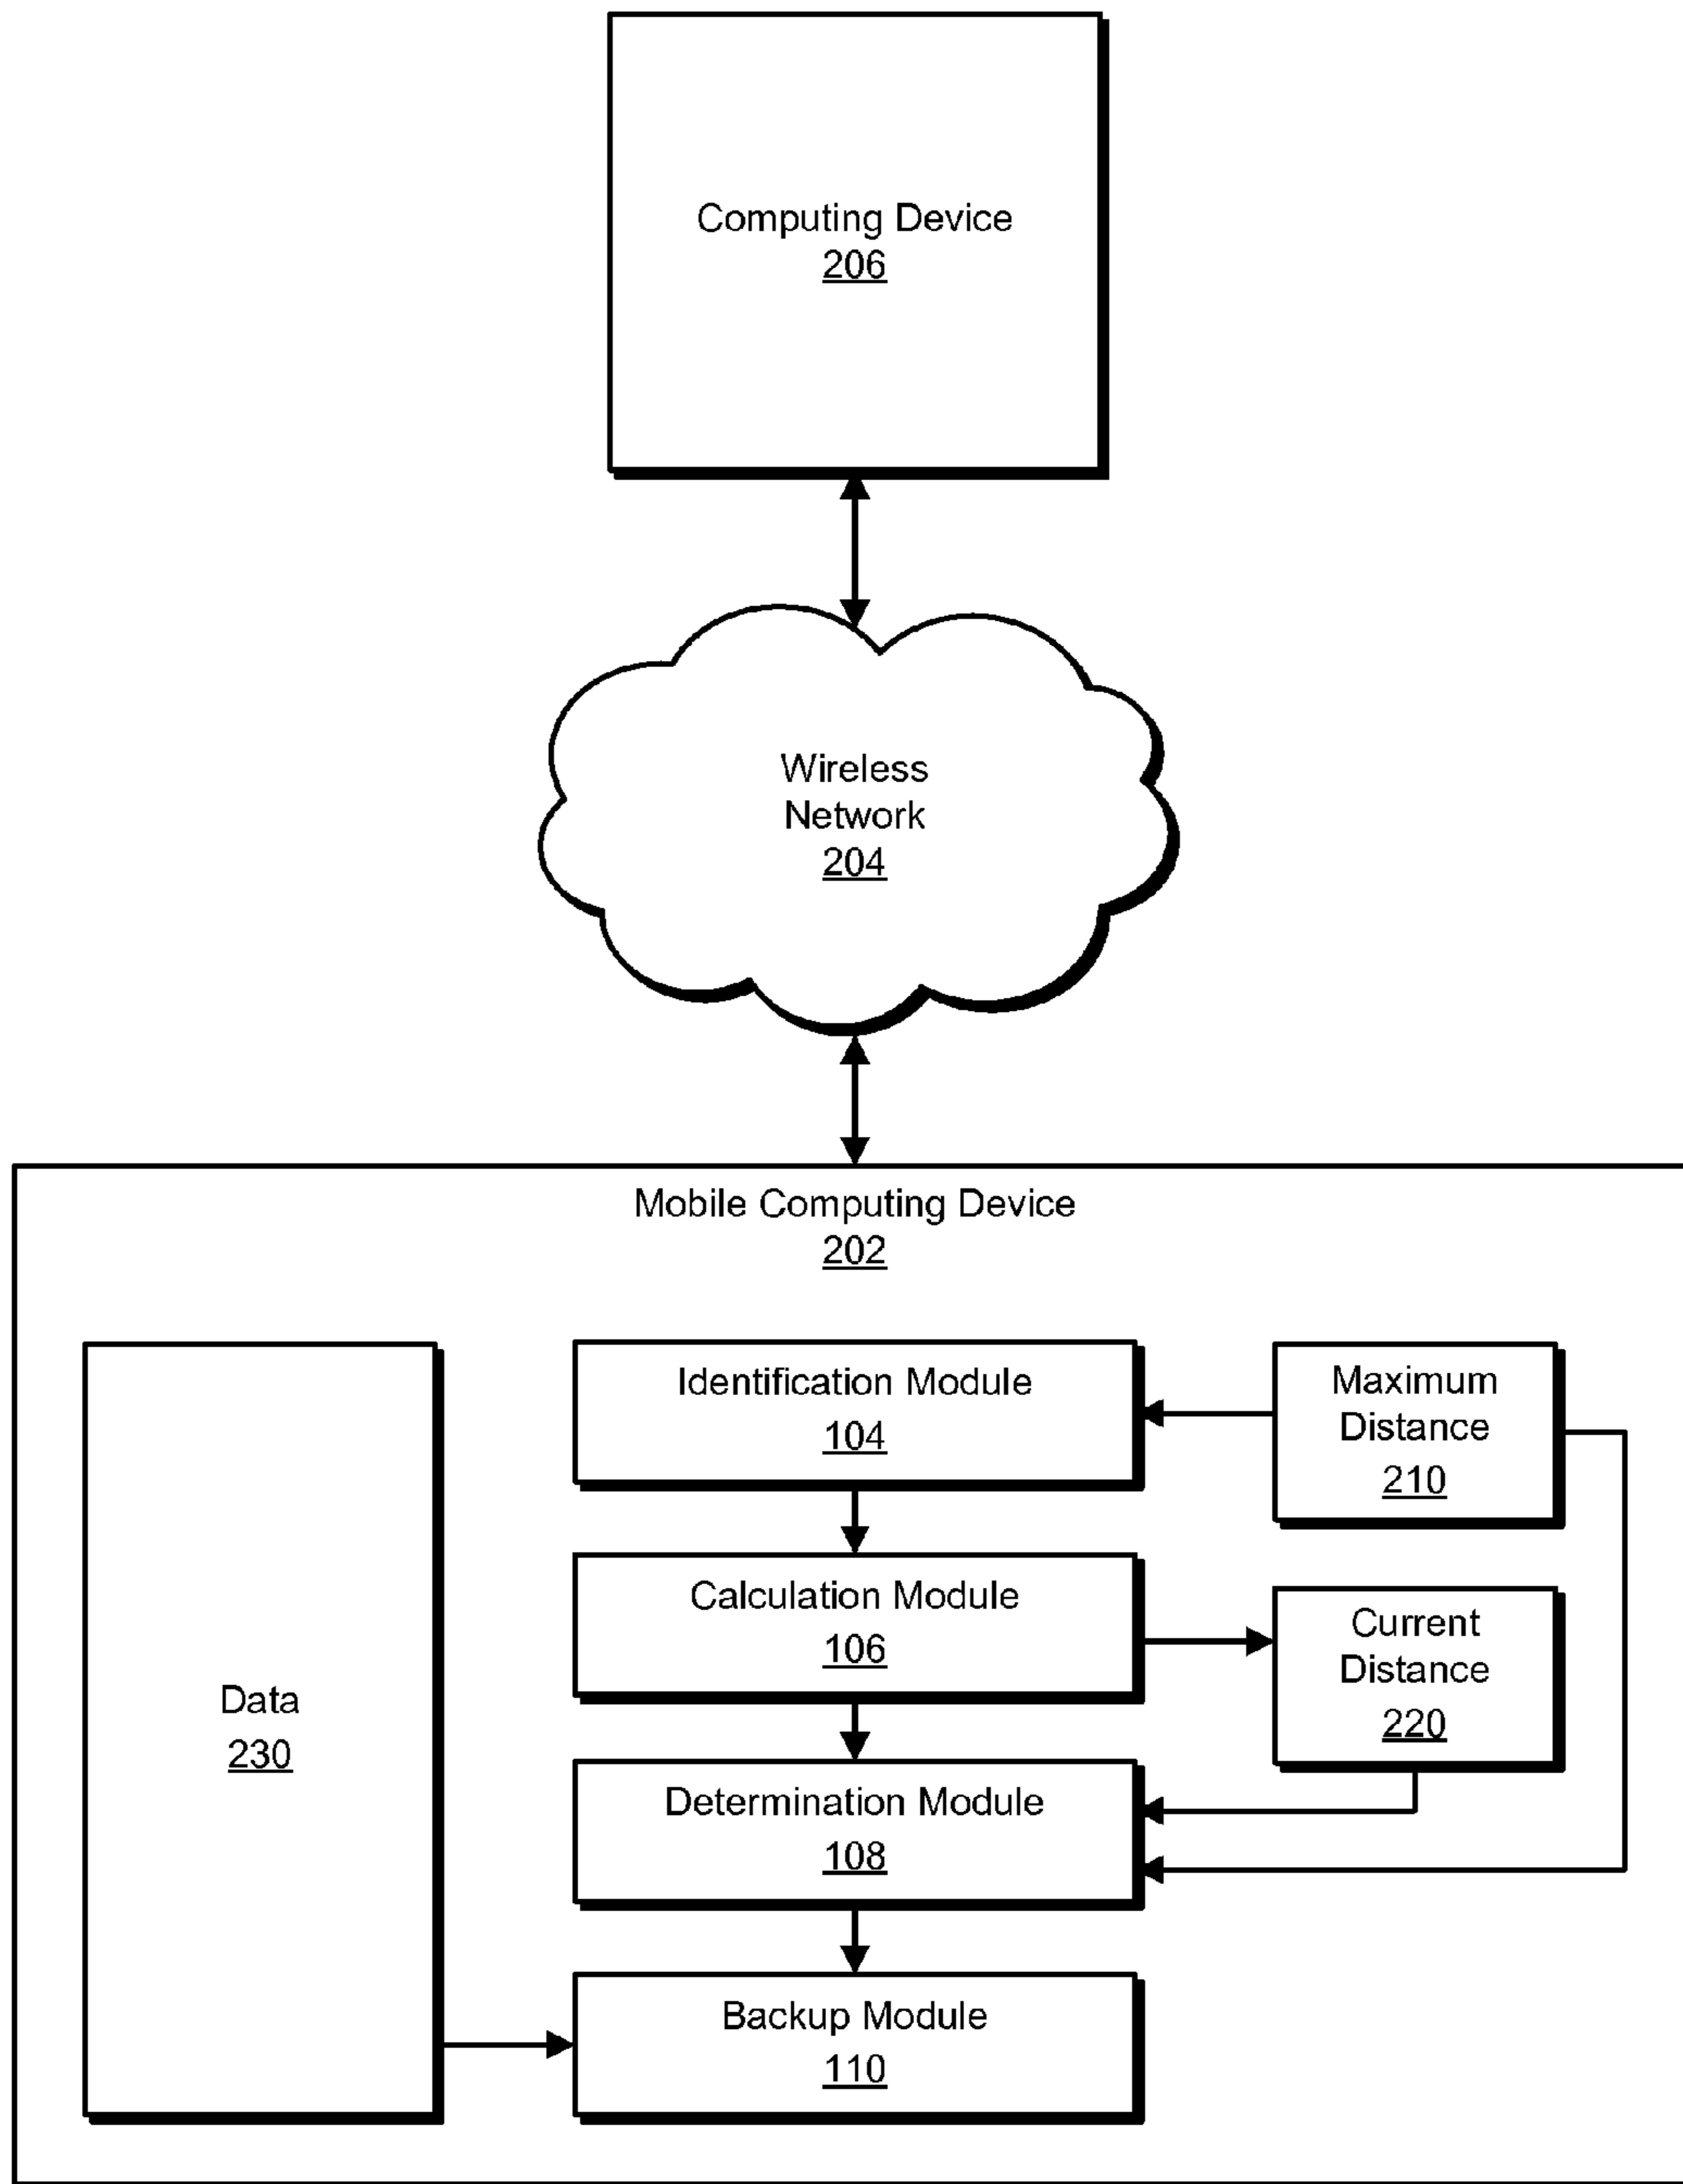 Computing Device
206
Wireless
Network
204
Mobile Computing Device
202
Data
230
Identification Module
104
Calculation Module
106
Determination Module
108
Backup Module
110
Maximum
Distance
210
Current
Distance
220